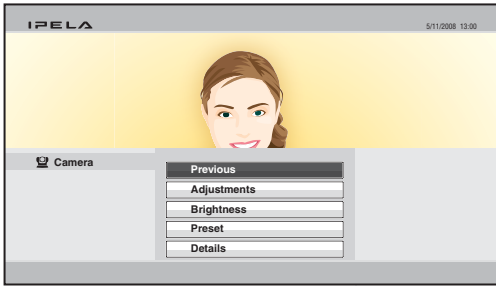 IPELA
5/11/2008 13:00
Camera
Previous
Adjustments
Brightness
Preset
Details